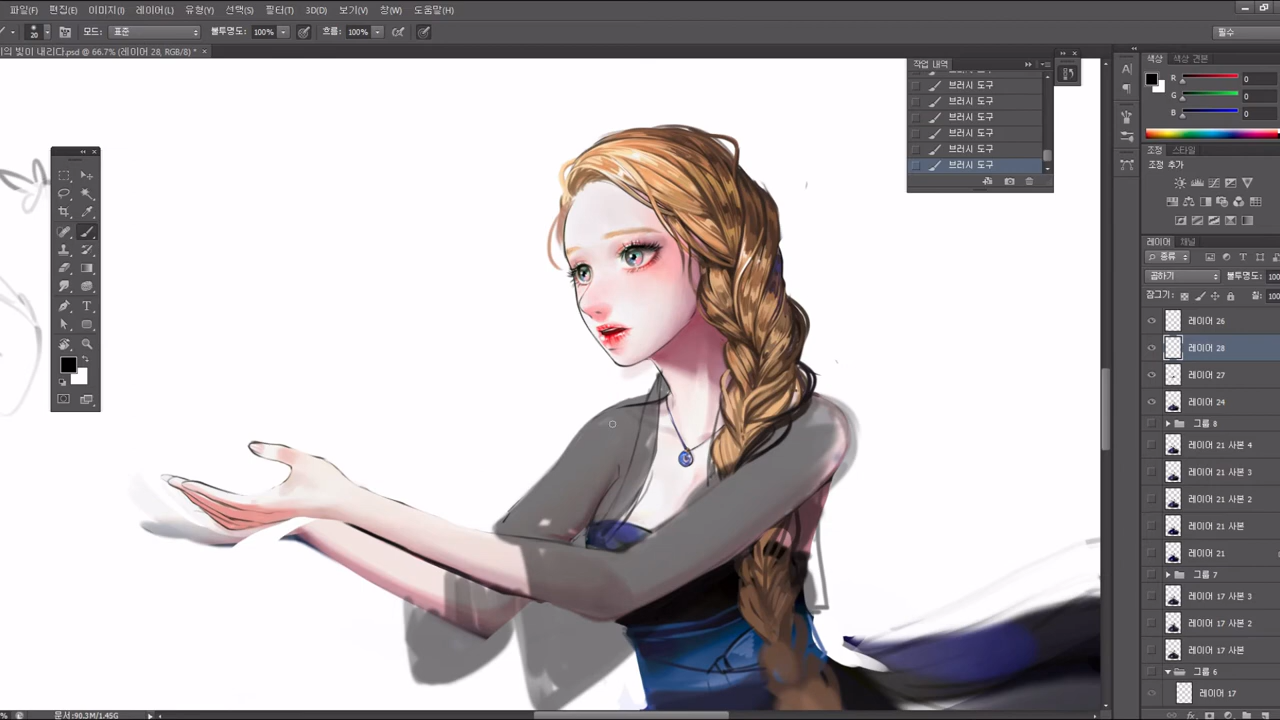 파일(F) 편집(E) 이미지(I) 레이어(L) 유형(Y) 선택(S) 필터(T) 3D(D) 보기(V) 창(W) 도움말(H)
20 모드: 표준 불투명도: 100% 흐름: 100% 필수
의 빛이 내리다.psd @ 66.7% (레이어 28, RGB/8) *
작업 내역
브러시 도구
브러시 도구
브러시 도구
브러시 도구
브러시 도구
브러시 도구
색상 색상 견본
R 0
G 0
B 0
조정 스타일
조정 추가
레이어 채널
종류
곱하기 불투명도: 100
잠그기: 칠: 100
레이어 26
레이어 28
레이어 27
레이어 24
그룹 8
레이어 21 사본 4
레이어 21 사본 3
레이어 21 사본 2
레이어 21 사본
레이어 21
그룹 7
레이어 17 사본 3
레이어 17 사본 2
레이어 17 사본
그룹 6
레이어 17
% 문서:90.3M/1.45G